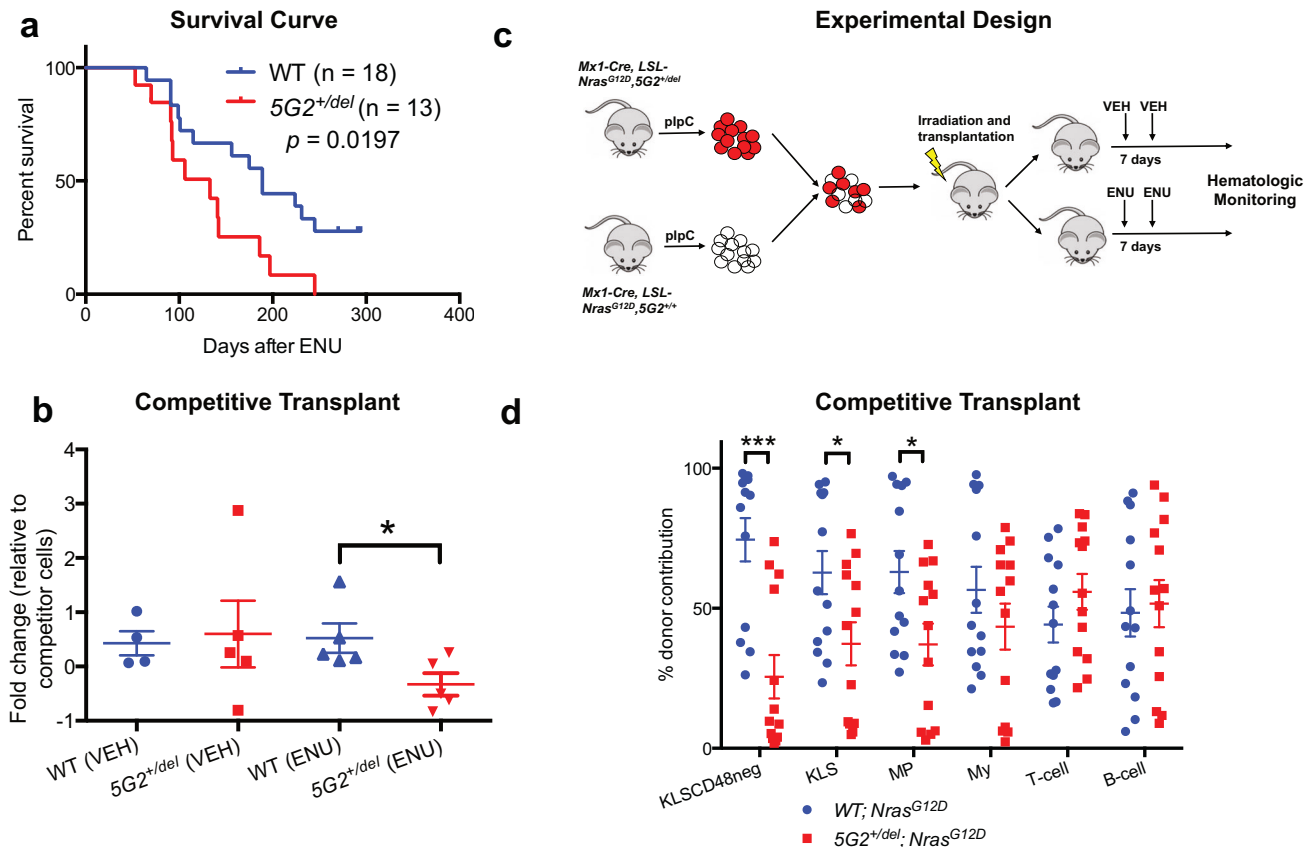 a
Survival Curve
WT (n = 18)
5G2+/del (n = 13)
p = 0.0197
100
50
0
Percent survival
0 100 200 300 400
Days after ENU
c
Experimental Design
Mx1-Cre, LSL-
NrasG12D,5G2+/del
pIpC
Mx1-Cre, LSL-
NrasG12D,5G2+/+
pIpC
Irradiation and
transplantation
VEH VEH
7 days
ENU ENU
7 days
Hematologic
Monitoring
b
Competitive Transplant
Fold change (relative to
competitor cells)
4
3
2
1
0
-1
*
WT (VEH)
5G2+/del (VEH)
WT (ENU)
5G2+/del (ENU)
d
Competitive Transplant
% donor contribution
100
50
0
*** * *
KLSCD48neg
KLS
MP
My
T-cell
B-cell
WT; NrasG12D
5G2+/del; NrasG12D